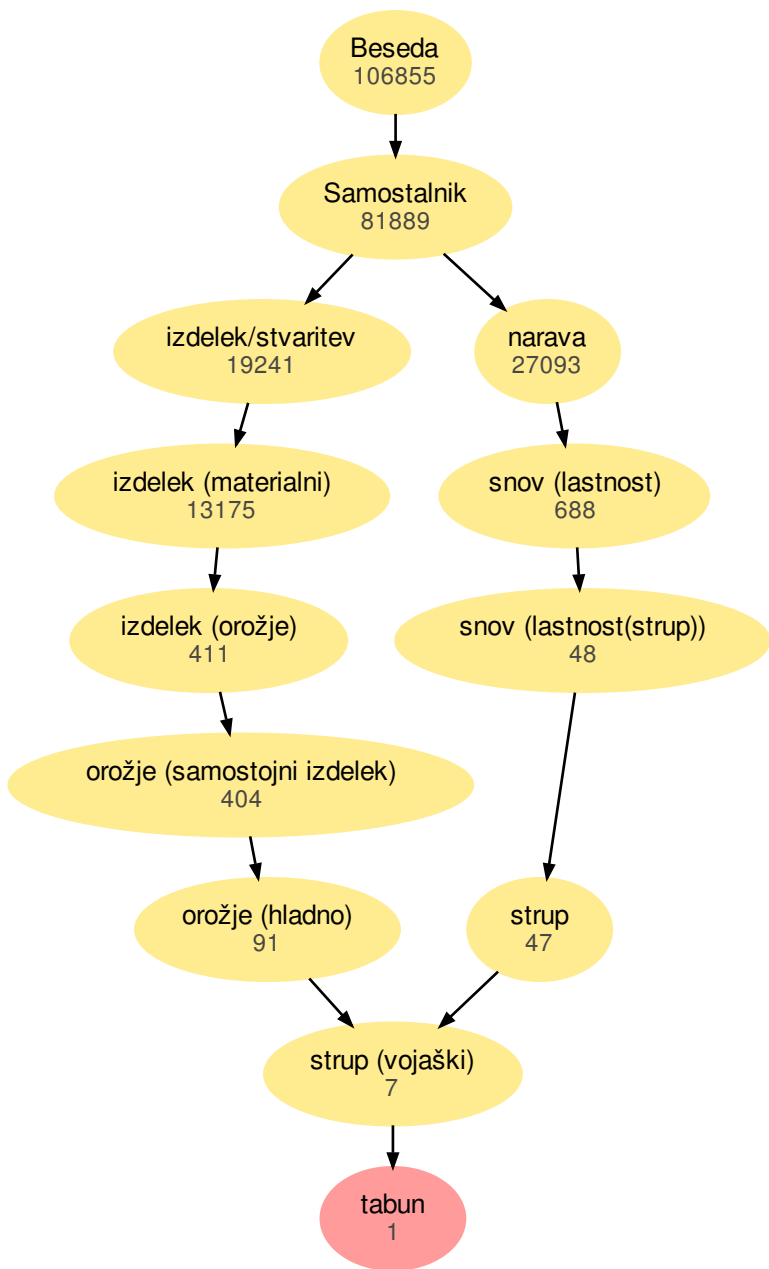 Beseda
106855
Samostalnik
81889
izdelek/stvaritev
19241
narava
27093
izdelek (materialni)
13175
snov (lastnost)
688
izdelek (orožje)
411
snov (lastnost(strup))
48
orožje (samostojni izdelek)
404
orožje (hladno)
91
strup
47
strup (vojaški)
7
tabun
1